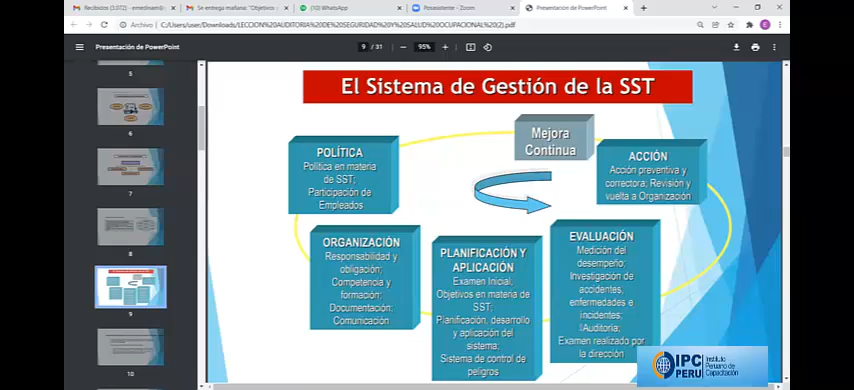 Recibidos (3.072) - emedioam@
Se entrega mañana: "Objetivos
(10) WhatsApp
Posasistente - Zoom
Presentación de PowerPoint
Archivo
C:/Users/user/Downloads/LECCION%20AUDITORIA%20DE%20SEGURIDAD%20Y%20SALUD%20OCUPACIONAL%20(2).pdf
E
Presentación de PowerPoint
9 / 31
95%
5
6
7
8
9
10
El Sistema de Gestión de la SST
Mejora
Continua
POLÍTICA
Política en materia
de SST;
Participación de
Empleados
ACCIÓN
Acción preventiva y
correctora; Revisión y
vuelta a Organización
ORGANIZACIÓN
Responsabilidad y
obligación;
Competencia y
formación;
Documentación;
Comunicación
PLANIFICACIÓN Y
APLICACIÓN
Examen Inicial;
Objetivos en materia de
SST;
Planificación, desarrollo
y aplicación del
sistema;
Sistema de control de
peligros
EVALUACIÓN
Medición del
desempeño;
Investigación de
accidentes,
enfermedades e
incidentes;
Auditoría;
Examen realizado por
la dirección
IPC
PERU
Instituto
Peruano de
Capacitación